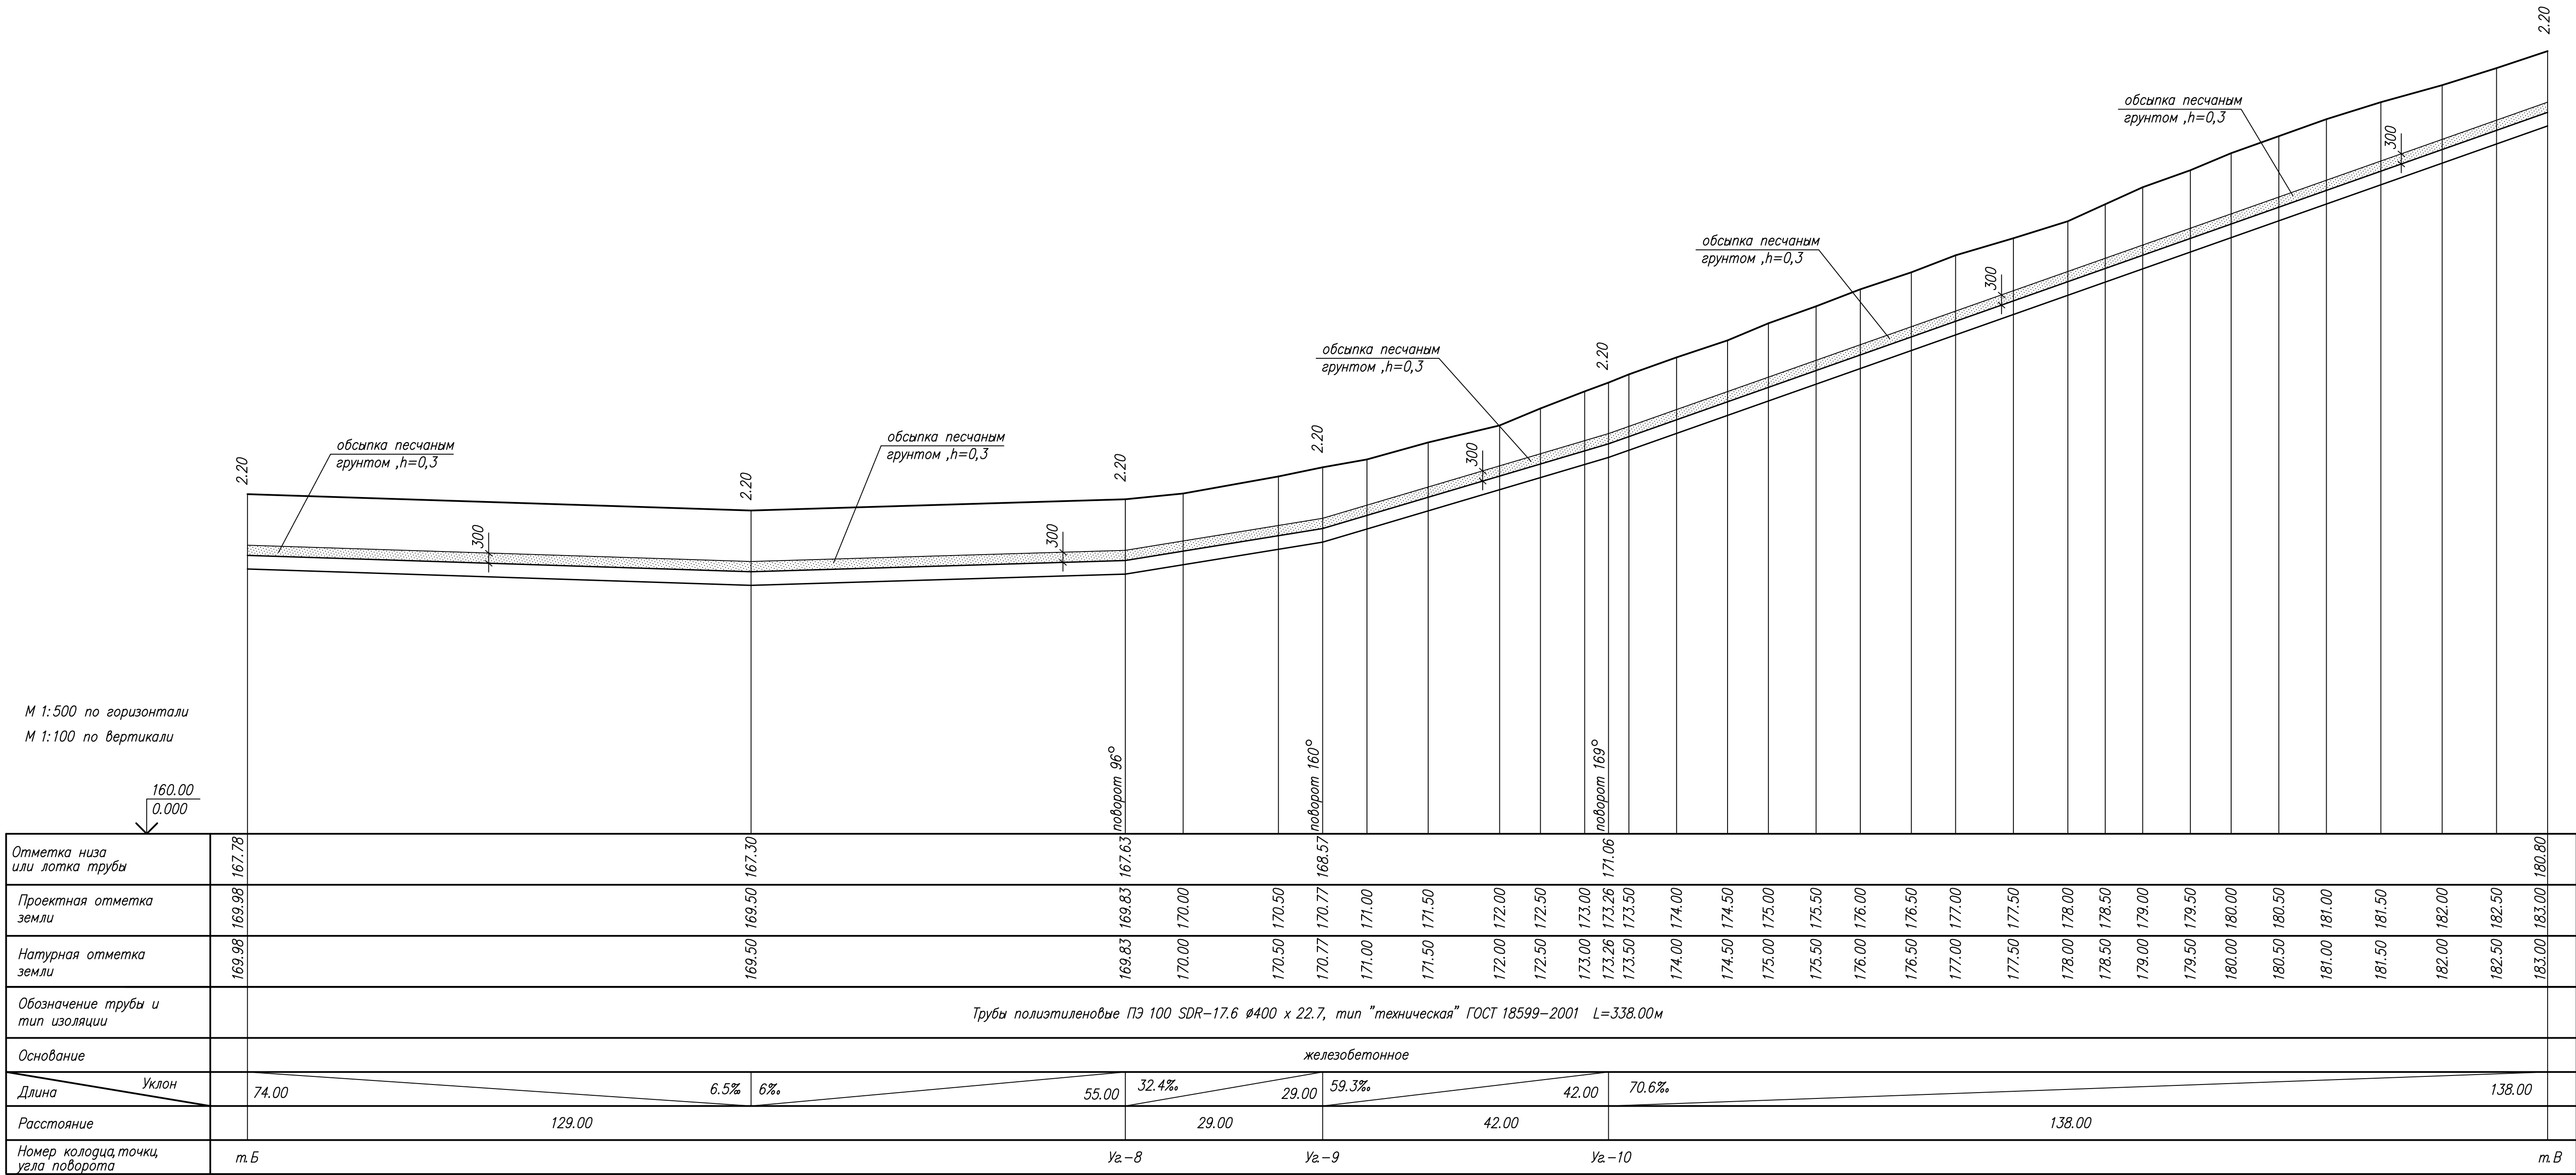 2.20
обсыпка песчаным
грунтом ,h=0,3
300
2.20
обсыпка песчаным
грунтом ,h=0,3
300
2.20
2.20
обсыпка песчаным
грунтом ,h=0,3
300
2.20
обсыпка песчаным
грунтом ,h=0,3
300
обсыпка песчаным
грунтом ,h=0,3
300
2.20
М 1:500 по горизонтали
М 1:100 по вертикали
160.00
0.000
поворот 96°
поворот 160°
поворот 169°
Отметка низа
или лотка трубы
167.78 167.30 167.63 168.57 171.06 180.80
Проектная отметка
земли
169.98 169.50 169.83 170.00 170.50 170.77 171.00 171.50 172.00 172.50 173.00 173.26 173.50 174.00 174.50 175.00 175.50 176.00 176.50 177.00 177.50 178.00 178.50 179.00 179.50 180.00 180.50 181.00 181.50 182.00 182.50 183.00
Натурная отметка
земли
169.98 169.50 169.83 170.00 170.50 170.77 171.00 171.50 172.00 172.50 173.00 173.26 173.50 174.00 174.50 175.00 175.50 176.00 176.50 177.00 177.50 178.00 178.50 179.00 179.50 180.00 180.50 181.00 181.50 182.00 182.50 183.00
Обозначение трубы и
тип изоляции
Трубы полиэтиленовые ПЭ 100 SDR-17.6 ø400 х 22.7, тип "техническая" ГОСТ 18599-2001 L=338.00м
Основание
железобетонное
Уклон
Длина
74.00 6.5‰ 6‰ 55.00 32.4‰ 29.00 59.3‰ 42.00 70.6‰ 138.00
Расстояние
129.00 29.00 42.00 138.00
Номер колодца,точки,
угла поворота
т.Б Уг.-8 Уг.-9 Уг.-10 т.В